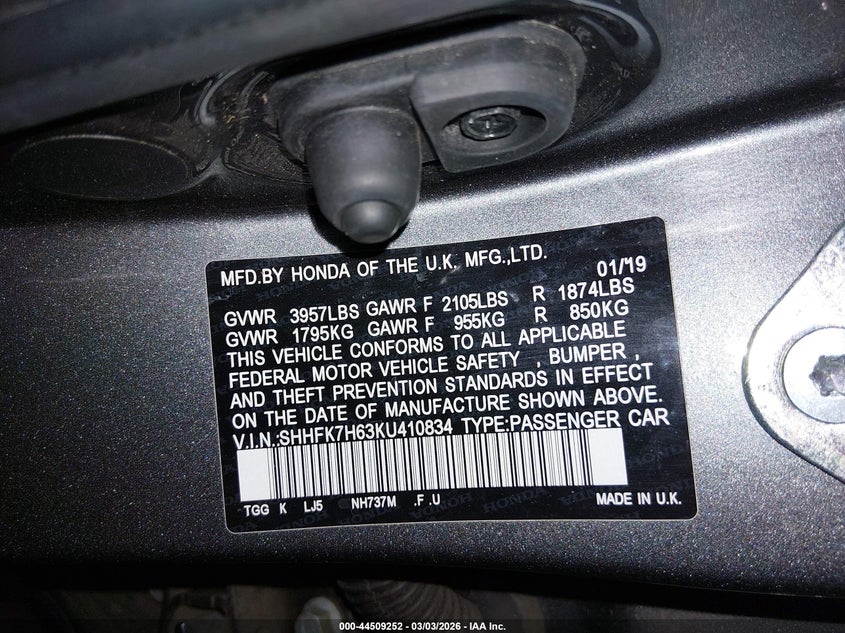 MFD.BY HONDA OF THE U.K. MFG.,LTD.
01/'19
GVWR 3957LBS GAWR F 2105LBS R 1874LBS
GVWR 1795KG GAWR F 955KG R 850KG
THIS VEHICLE CONFORMS TO ALL APPLICABLE
FEDERAL MOTOR VEHICLE SAFETY , BUMPER ,
AND THEFT PREVENTION STANDARDS IN EFFECT
ON THE DATE OF MANUFACTURE SHOWN ABOVE.
V.I.N.:SHHFK7H63KU410834 TYPE:PASSENGER CAR
TGG K LJ5 NH737M .F .U MADE IN U.K.
000-44509252 — 03/03/2026 — IAA Inc.